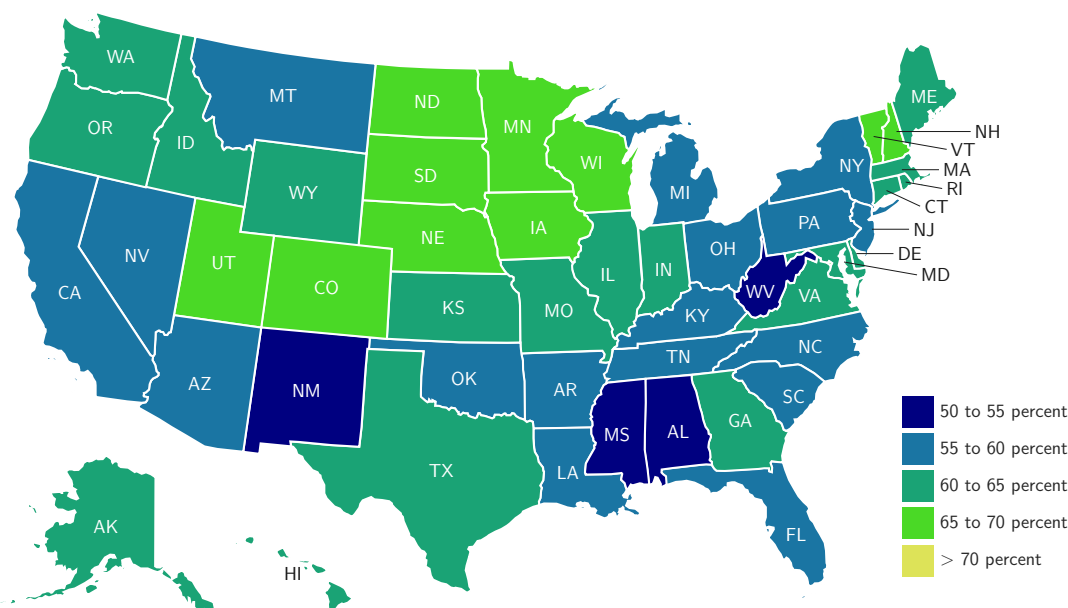 WA
MT
ND
MN
ME
OR
ID
NH
VT
WI
NY
MA
SD
WY
MI
RI
CT
PA
NJ
NE
IA
OH
NV
UT
DE
IL
IN
MD
CO
CA
WV
VA
KS
MO
KY
NC
TN
AZ
NM
OK
AR
SC
50 to 55 percent
GA
MS
AL
55 to 60 percent
TX
LA
60 to 65 percent
AK
65 to 70 percent
FL
> 70 percent
HI